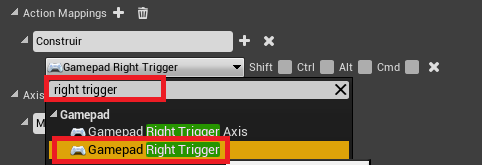 Action Mappings
Construir
Gamepad Right Trigger Shift Ctrl Alt Cmd
right trigger
Axis
Gamepad
M
Gamepad Right Trigger Axis
Gamepad Right Trigger